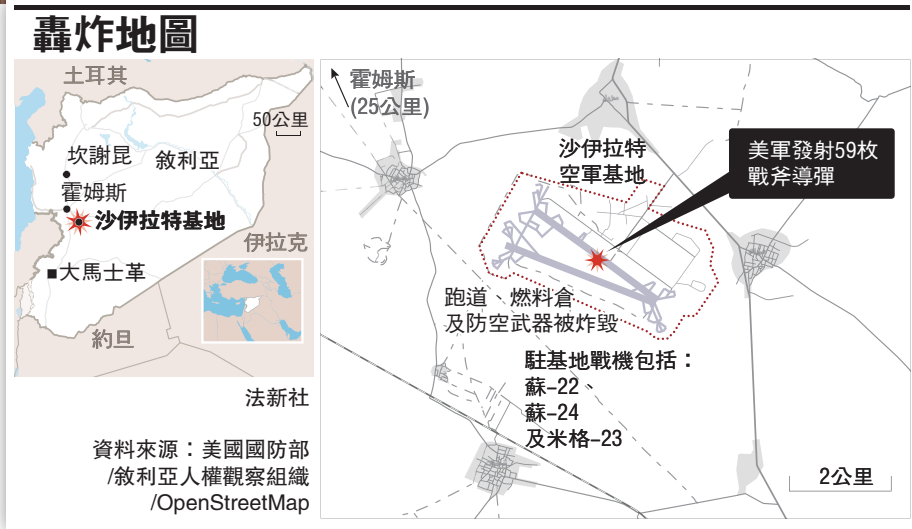 轟炸地圖
土耳其
50公里
坎謝昆
敘利亞
霍姆斯
沙伊拉特基地
伊拉克
大馬士革
約旦
法新社
資料來源：美國國防部
/敘利亞人權觀察組織
/OpenStreetMap
霍姆斯
(25公里)
沙伊拉特
空軍基地
美軍發射59枚
戰斧導彈
跑道、燃料倉
及防空武器被炸毀
駐基地戰機包括：
蘇–22、
蘇–24
及米格–23
2公里